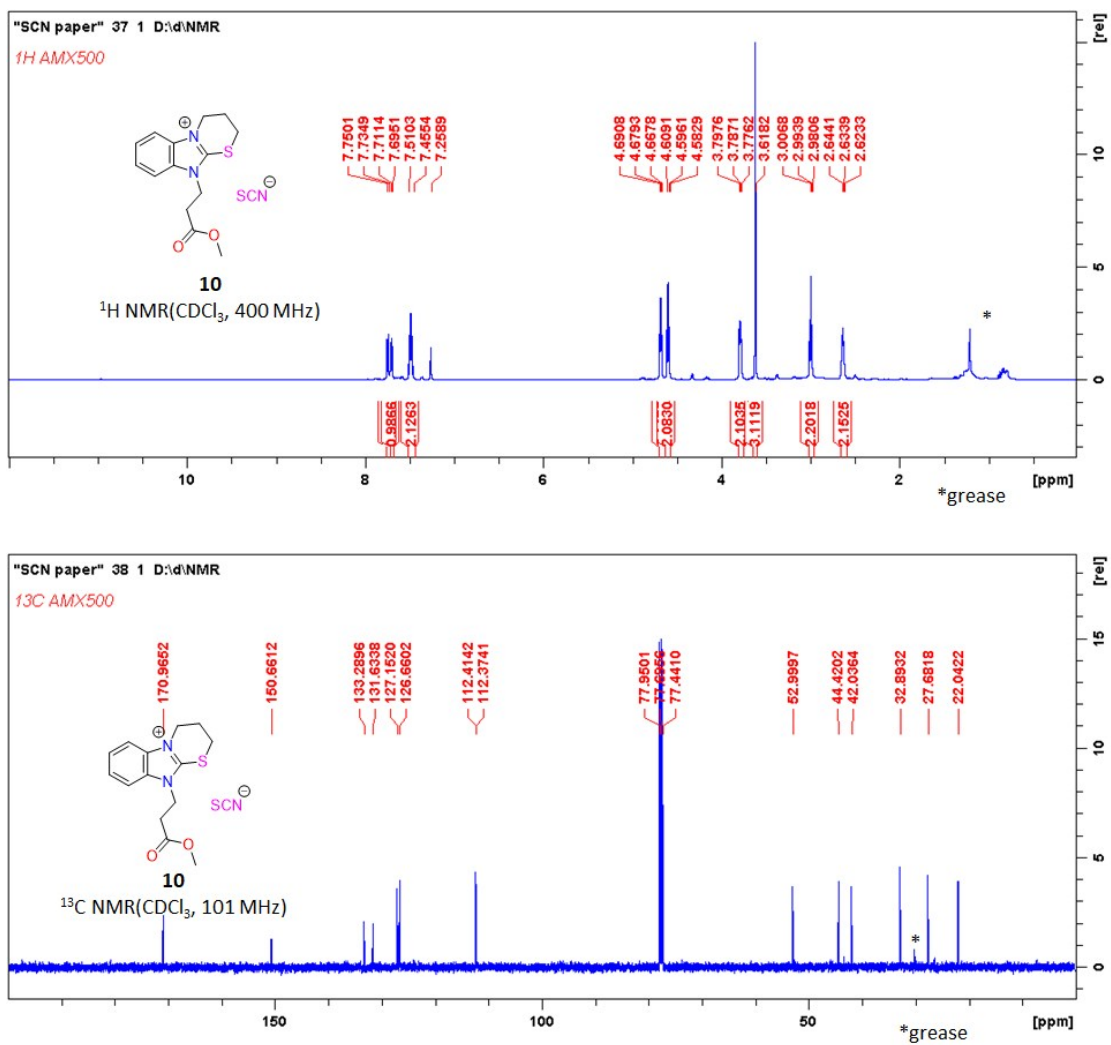 "SCN paper" 37 1 D:\d\NMR
[rel]
1H AMX500
7.7501
7.7349
7.7114
7.6951
7.5103
7.4554
7.2589
4.6908
4.6793
4.6678
4.6091
4.5961
4.5829
3.7976
3.7871
3.7762
3.6182
3.0068
2.9939
2.9806
2.6441
2.6339
2.6233
N
⊕
S
N
SCN⊖
O
O
10
¹H NMR(CDCl₃, 400 MHz)
*
10
5
0
0.9866
2.1263
2.0830
2.1035
3.1119
2.2018
2.1525
10 8 6 4 2 [ppm]
*grease
"SCN paper" 38 1 D:\d\NMR
[rel]
13C AMX500
170.9652
150.6612
133.2896
131.6338
127.1520
126.6602
112.4142
112.3741
77.9501
77.4410
52.9997
44.4202
42.0364
32.8932
27.6818
22.0422
N
⊕
S
N
SCN⊖
O
O
10
¹³C NMR(CDCl₃, 101 MHz)
*
15
10
5
0
150 100 50 [ppm]
*grease